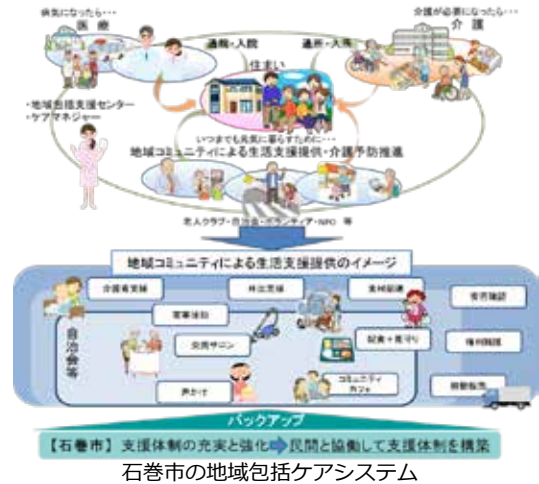 病気になったら・・・
医療
介護が必要になったら・・・
介護
通院・入院
通所・入所
住まい
・地域包括支援センター
・ケアマネジャー
いつまでも元気に暮らすために・・・
地域コミュニティによる生活支援提供・介護予防推進
老人クラブ・自治会・ボランティア・NPO 等
地域コミュニティによる生活支援提供のイメージ
介護者支援
外出支援
食材配達
安否確認
家事援助
自治会等
交流サロン
配食+見守り
権利擁護
声かけ
コミュニティ
カフェ
移動販売
バックアップ
【石巻市】支援体制の充実と強化➡民間と協働して支援体制を構築
石巻市の地域包括ケアシステム